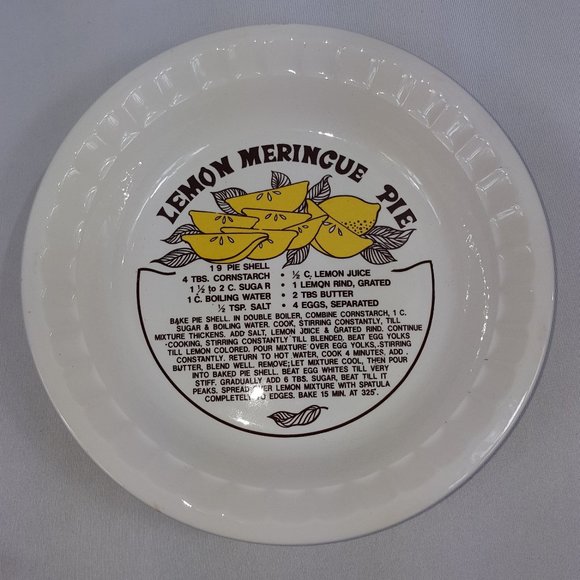 LEMON MERINGUE PIE
1 9 PIE SHELL • ½ C. LEMON JUICE
4 TBS. CORNSTARCH • 1 LEMON RIND, GRATED
1 ½ to 2 C. SUGAR • 2 TBS BUTTER
1 C. BOILING WATER • 4 EGGS, SEPARATED
½ TSP. SALT
BAKE PIE SHELL. IN DOUBLE BOILER, COMBINE CORNSTARCH, 1 C.
SUGAR & BOILING WATER. COOK, STIRRING CONSTANTLY, TILL
MIXTURE THICKENS. ADD SALT, LEMON JUICE & GRATED RIND. CONTINUE
COOKING, STIRRING CONSTANTLY TILL BLENDED. BEAT EGG YOLKS
TILL LEMON COLORED. POUR MIXTURE OVER EGG YOLKS, STIRRING
CONSTANTLY. RETURN TO HOT WATER, COOK 4 MINUTES. ADD
BUTTER, BLEND WELL. REMOVE; LET MIXTURE COOL, THEN POUR
INTO BAKED PIE SHELL. BEAT EGG WHITES TILL VERY
STIFF. GRADUALLY ADD 6 TBS. SUGAR, BEAT TILL IT
PEAKS. SPREAD OVER LEMON MIXTURE WITH SPATULA
COMPLETELY TO EDGES. BAKE 15 MIN. AT 325°.